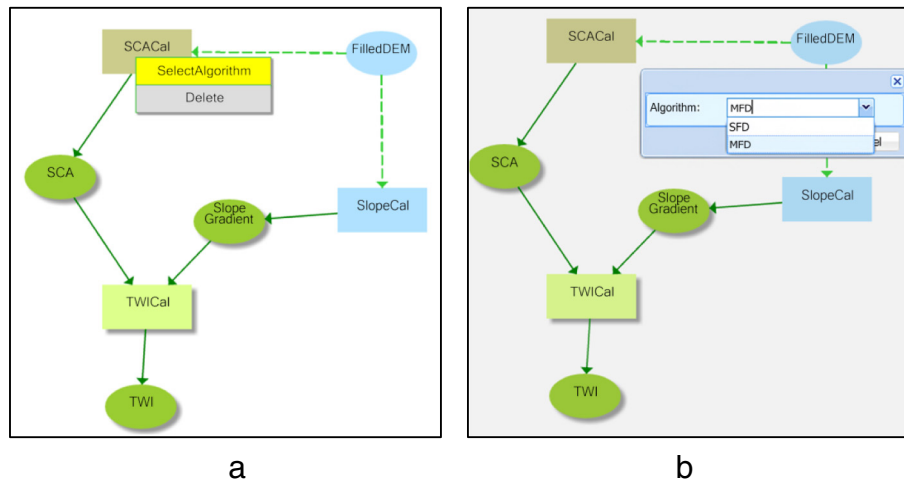 SCACal
FilledDEM
SelectAlgorithm
Delete
SCA
Slope
Gradient
SlopeCal
TWICal
TWI
a
SCACal
FilledDEM
Algorithm:
MFD
SFD
MFD
el
SCA
Slope
Gradient
SlopeCal
TWICal
TWI
b